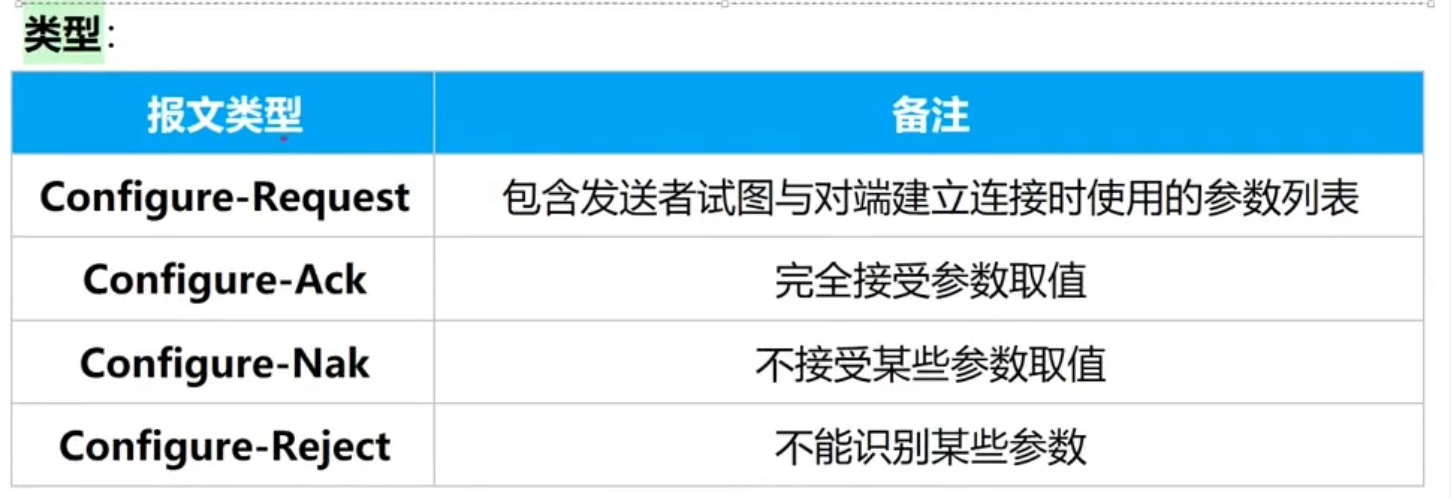 类型：
报文类型 备注
Configure-Request 包含发送者试图与对端建立连接时使用的参数列表
Configure-Ack 完全接受参数取值
Configure-Nak 不接受某些参数取值
Configure-Reject 不能识别某些参数